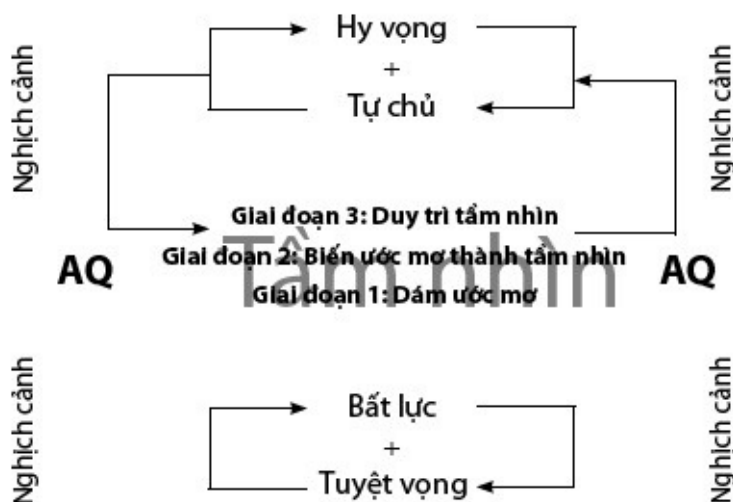 Nghịch cảnh
Hy vọng
+
Tự chủ
Nghịch cảnh
Giai đoạn 3: Duy trì tầm nhìn
AQ
Giai đoạn 2: Biến ước mơ thành tầm nhìn
Tầm nhìn
AQ
Giai đoạn 1: Dám ước mơ
Nghịch cảnh
Bất lực
+
Tuyệt vọng
Nghịch cảnh